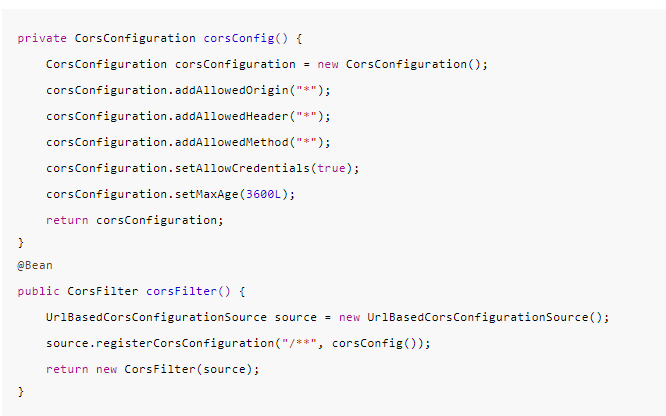 private CorsConfiguration corsConfig() {
    CorsConfiguration corsConfiguration = new CorsConfiguration();
    corsConfiguration.addAllowedOrigin("*");
    corsConfiguration.addAllowedHeader("*");
    corsConfiguration.addAllowedMethod("*");
    corsConfiguration.setAllowCredentials(true);
    corsConfiguration.setMaxAge(3600L);
    return corsConfiguration;
}
@Bean
public CorsFilter corsFilter() {
    UrlBasedCorsConfigurationSource source = new UrlBasedCorsConfigurationSource();
    source.registerCorsConfiguration("/**", corsConfig());
    return new CorsFilter(source);
}